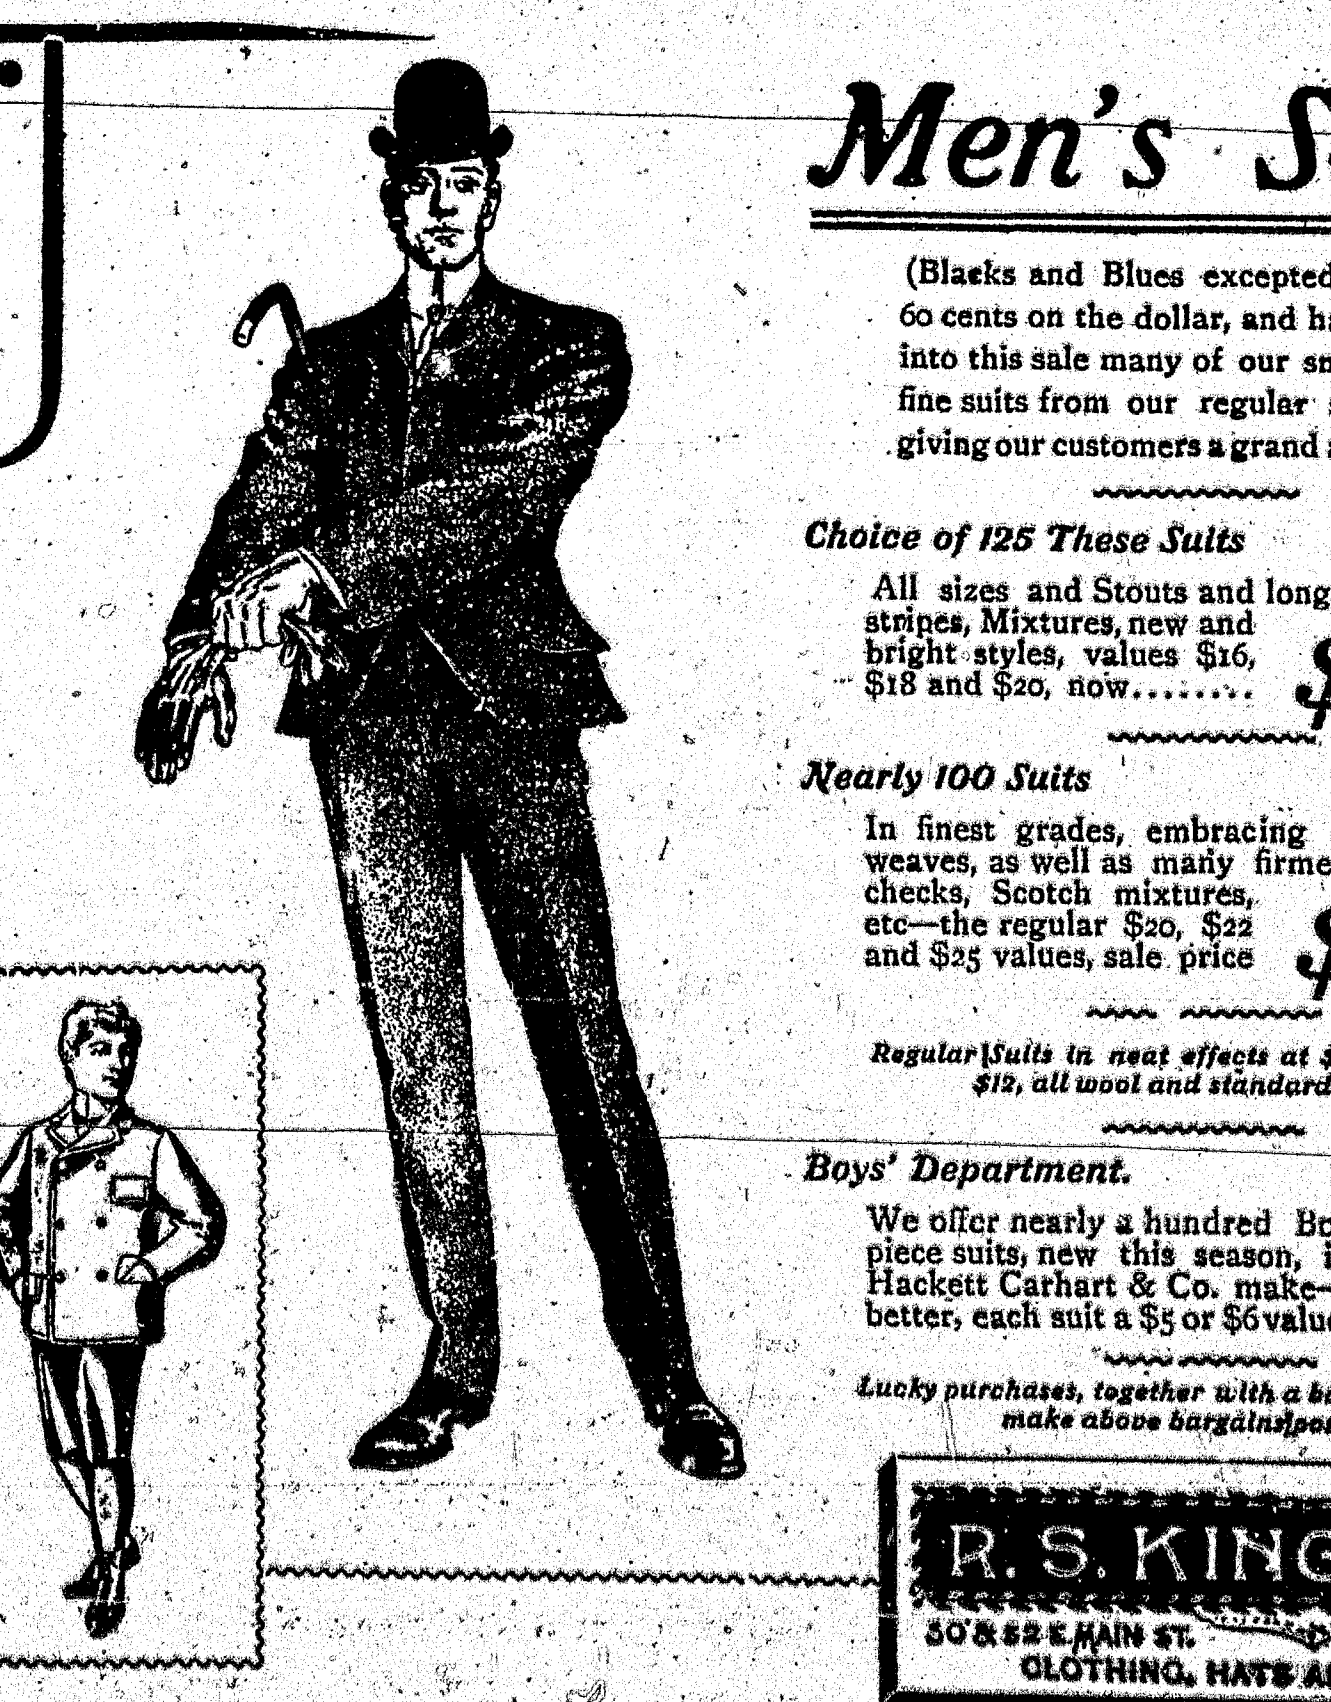 Men's S
(Blacks and Blues excepted
60 cents on the dollar, and h
into this sale many of our sm
fine suits from our regular
giving our customers a grand
Choice of 125 These Suits
All sizes and Stouts and long
stripes, Mixtures, new and
bright styles, values $16,
$18 and $20, now........
$
Nearly 100 Suits
In finest grades, embracing
weaves, as well as many firme
checks, Scotch mixtures,
etc—the regular $20, $22
and $25 values, sale price
$
Regular Suits in neat effects at $
$12, all wool and standard
Boys' Department.
We offer nearly a hundred Bo
piece suits, new this season, i
Hackett Carhart & Co. make—
better, each suit a $5 or $6 value
Lucky purchases, together with a bu
make above bargains pos
R. S. KING
50 & 52 E. MAIN ST.
CLOTHING, HATS A